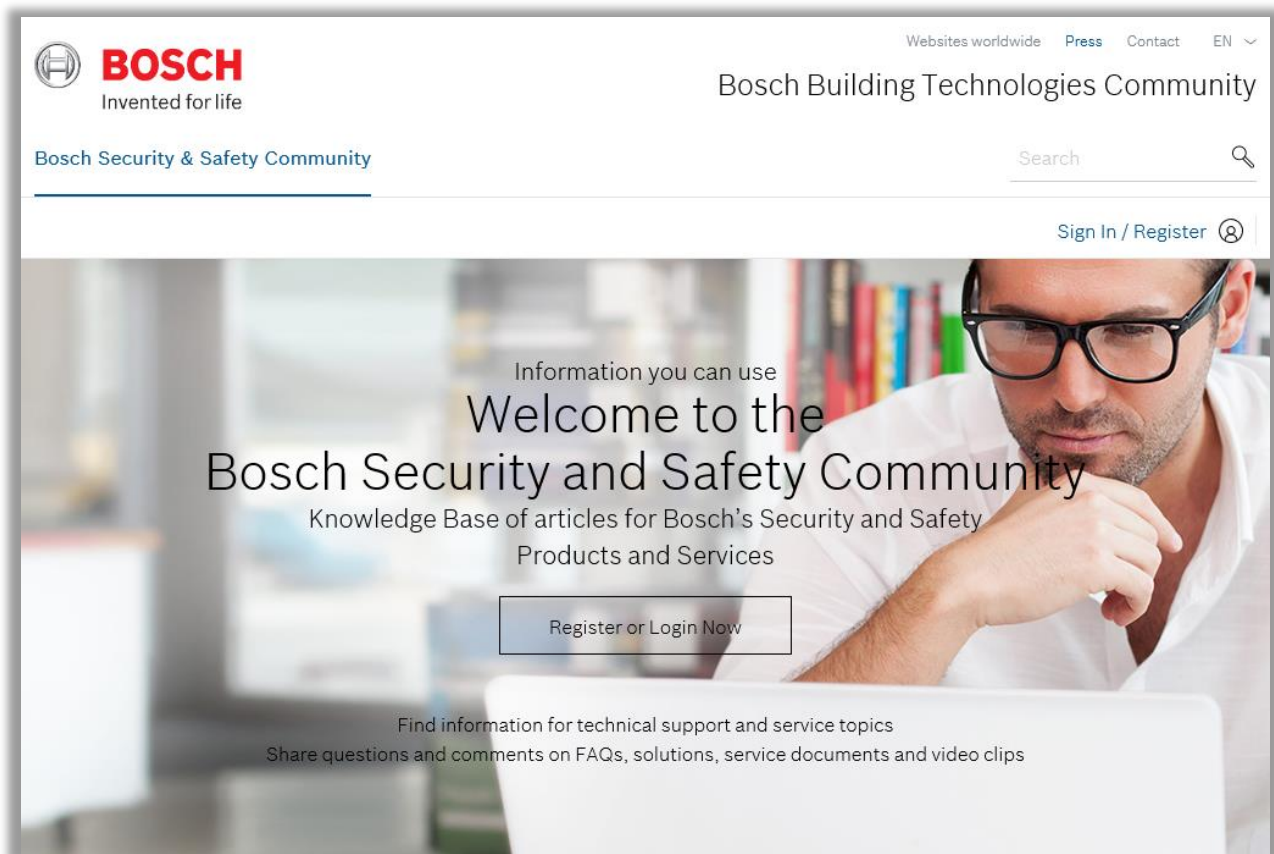 Websites worldwide Press Contact EN
BOSCH
Invented for life
Bosch Building Technologies Community
Bosch Security & Safety Community
Search
Sign In / Register
Information you can use
Welcome to the
Bosch Security and Safety Community
Knowledge Base of articles for Bosch's Security and Safety
Products and Services
Register or Login Now
Find information for technical support and service topics
Share questions and comments on FAQs, solutions, service documents and video clips